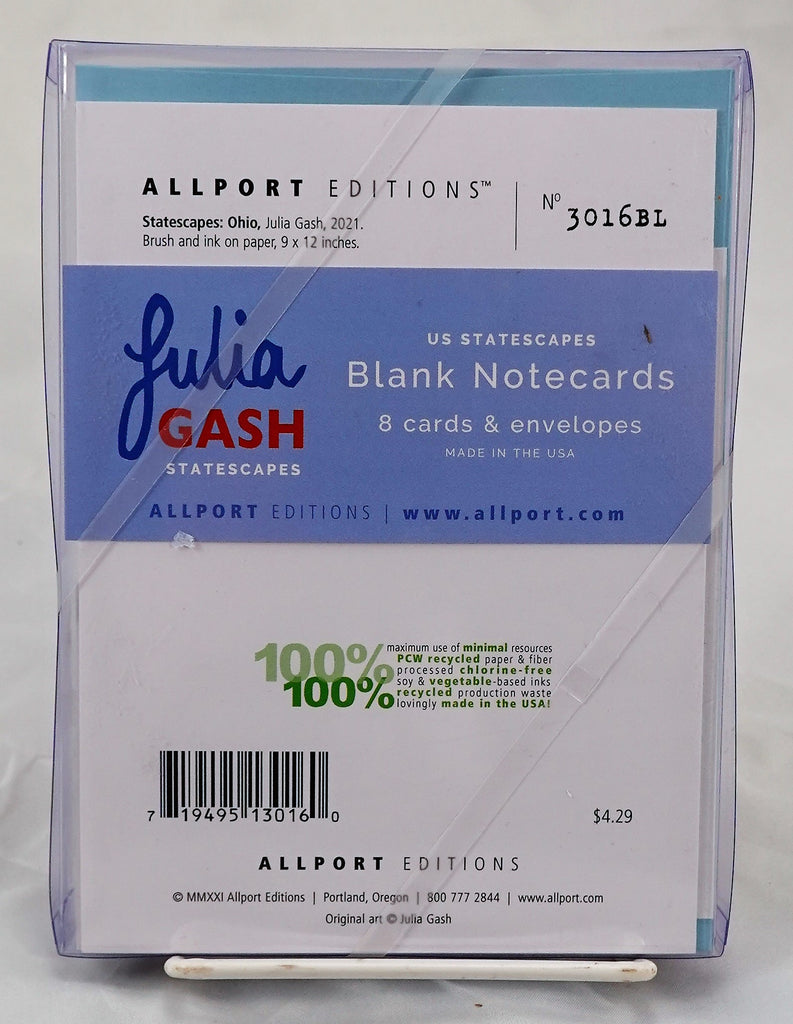 ALLPORT EDITIONS™
Statescapes: Ohio, Julia Gash, 2021.
Brush and ink on paper, 9 x 12 inches.
Nº 3016BL
Julia
GASH
STATESCAPES
US STATESCAPES
Blank Notecards
8 cards & envelopes
MADE IN THE USA
ALLPORT EDITIONS | www.allport.com
100%
100%
maximum use of minimal resources
PCW recycled paper & fiber
processed chlorine-free
soy & vegetable-based inks
recycled production waste
lovingly made in the USA!
7 19495 13016 0
$4.29
ALLPORT EDITIONS
© MMXXI Allport Editions | Portland, Oregon | 800 777 2844 | www.allport.com
Original art © Julia Gash